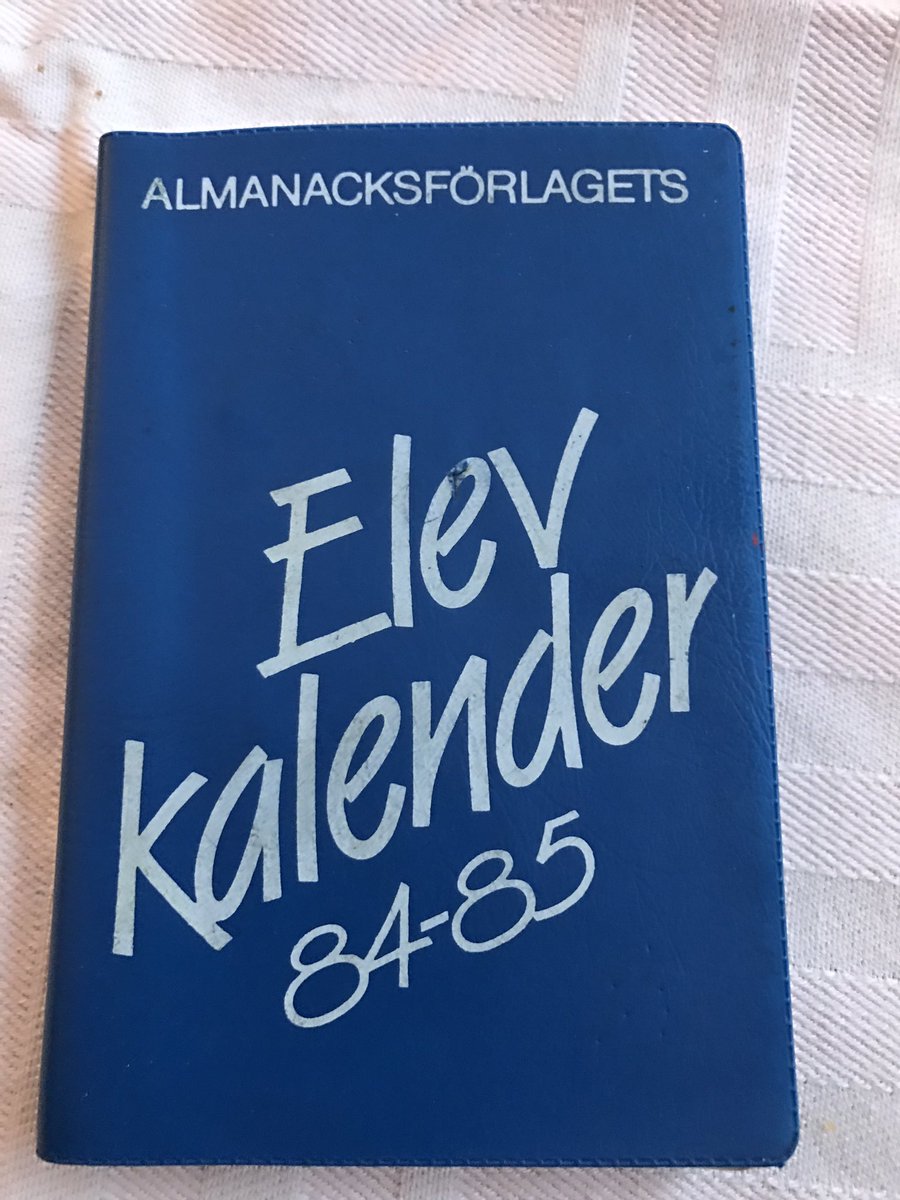 ALMANACKSFÖRLAGETS
Elev
kalender
84-85